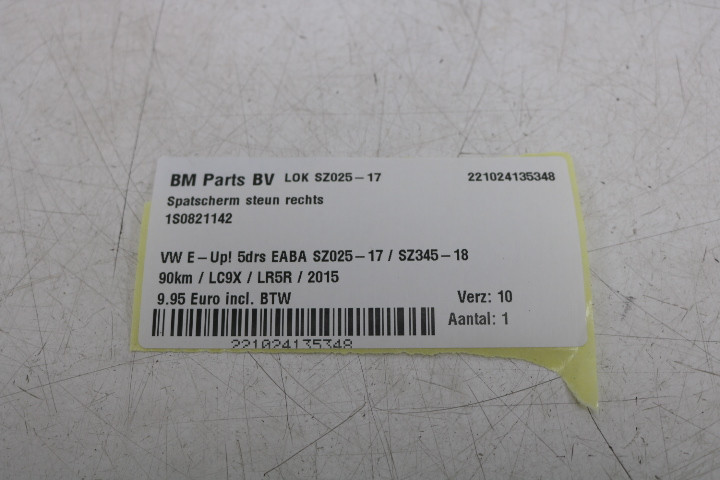 BM Parts BV LOK SZ025-17 221024135348
Spatscherm steun rechts
1S0821142
VW E-Up! 5drs EABA SZ025-17 / SZ345-18
90km / LC9X / LR5R / 2015
9.95 Euro incl. BTW Verz: 10
Aantal: 1
221024135348